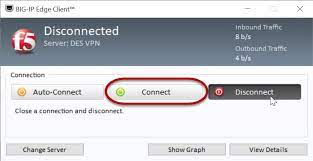 BIG-IP Edge Client™
f5
Disconnected
Server: DES VPN
Inbound Traffic
8 b/s
Outbound Traffic
4 b/s
Connection
Auto-Connect
Connect
Disconnect
Close a connection and disconnect.
Change Server
Show Graph
View Details